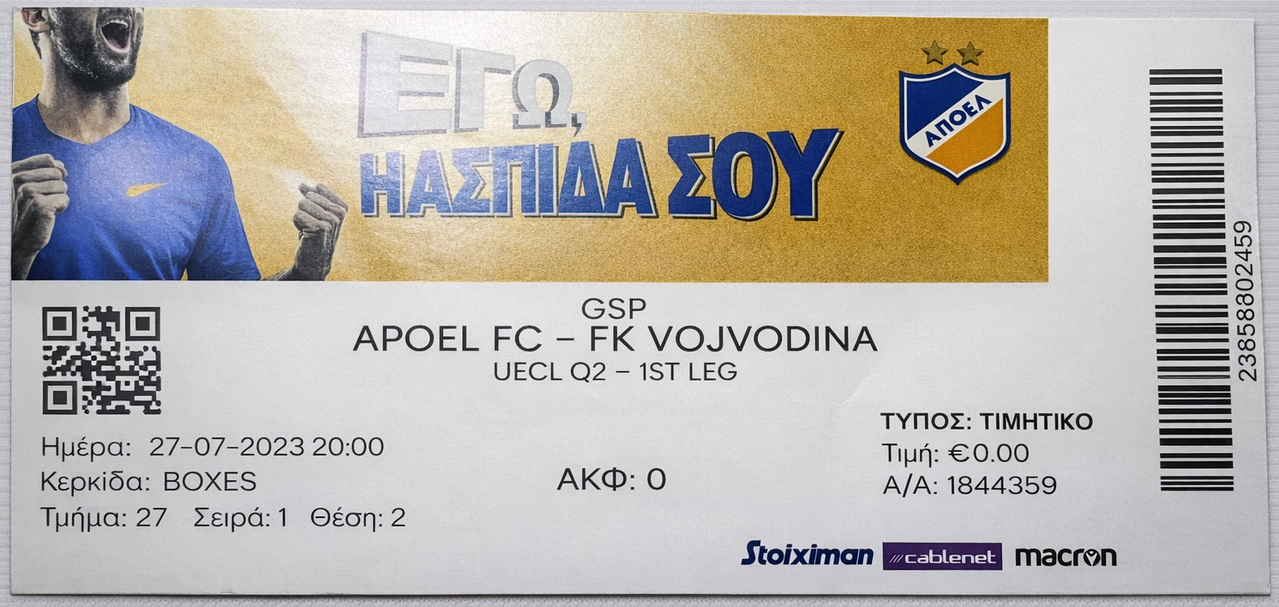 ΕΓΩ,
Η ΑΣΠΙΔΑ ΣΟΥ
ΑΠΟΕΛ
GSP
APOEL FC – FK VOJVODINA
UECL Q2 – 1ST LEG
Ημέρα: 27-07-2023 20:00
Κερκίδα: BOXES
Τμήμα: 27 Σειρά: 1 Θέση: 2
ΑΚΦ: 0
ΤΥΠΟΣ: ΤΙΜΗΤΙΚΟ
Τιμή: €0.00
Α/Α: 1844359
Stoiximan
cablenet
macron
23858802459